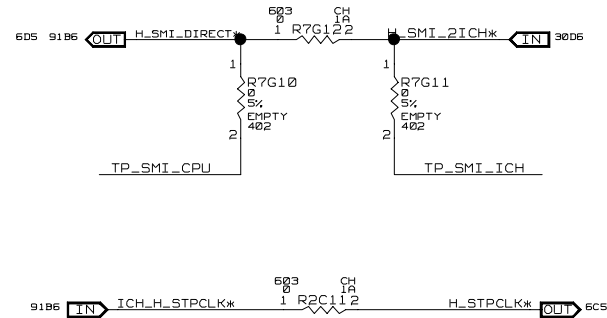 603 CH
0 1A
6D5 91B6 OUT H_SMI_DIRECT* 1 R7G12 2 H_SMI_2ICH* IN 30D6
1 1
R7G10 R7G11
0 0
5% 5%
EMPTY EMPTY
2 402 2 402
TP_SMI_CPU TP_SMI_ICH
603 CH
0 1A
91B6 IN ICH_H_STPCLK* 1 R2C11 2 H_STPCLK* OUT 6C5